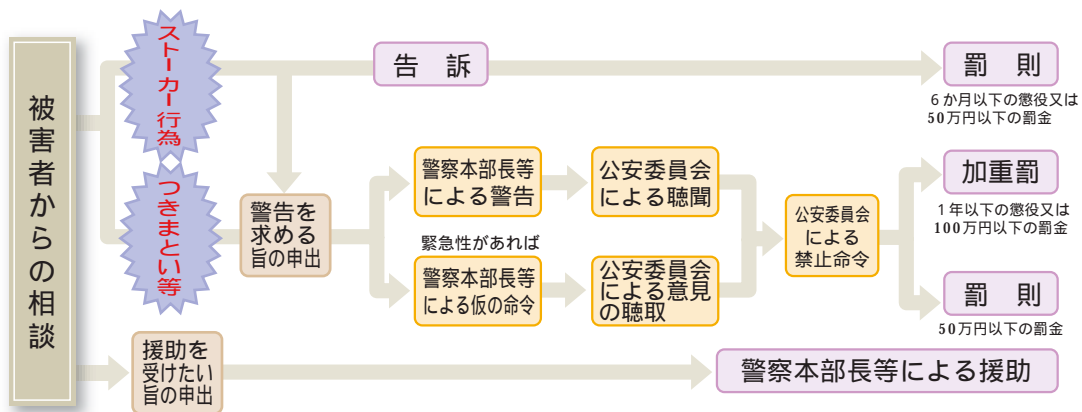 被害者からの相談
ストーカー行為
つきまとい等
告訴
罰則
６か月以下の懲役又は
50万円以下の罰金
警告を
求める
旨の申出
警察本部長等
による警告
公安委員会
による聴聞
緊急性があれば
警察本部長等
による仮の命令
公安委員会
による意見
の聴取
公安委員会
による
禁止命令
加重罰
１年以下の懲役又は
100万円以下の罰金
罰則
50万円以下の罰金
援助を
受けたい
旨の申出
警察本部長等による援助